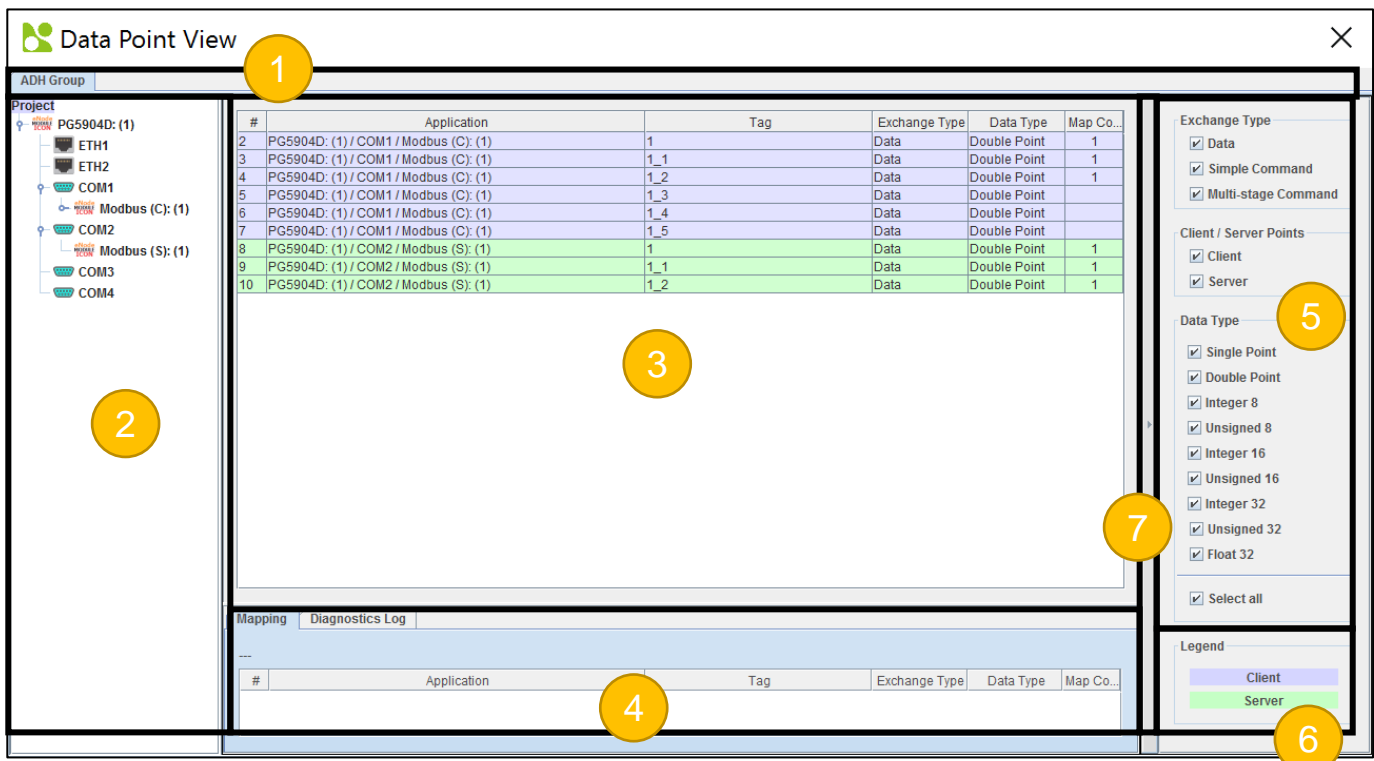 Data Point View
1
ADH Group
Project
PG5904D: (1)
ETH1
ETH2
COM1
Modbus (C): (1)
COM2
Modbus (S): (1)
COM3
COM4
2
# Application Tag Exchange Type Data Type Map Co...
2 PG5904D: (1) / COM1 / Modbus (C): (1) 1 Data Double Point 1
3 PG5904D: (1) / COM1 / Modbus (C): (1) 1_1 Data Double Point 1
4 PG5904D: (1) / COM1 / Modbus (C): (1) 1_2 Data Double Point 1
5 PG5904D: (1) / COM1 / Modbus (C): (1) 1_3 Data Double Point
6 PG5904D: (1) / COM1 / Modbus (C): (1) 1_4 Data Double Point
7 PG5904D: (1) / COM1 / Modbus (C): (1) 1_5 Data Double Point
8 PG5904D: (1) / COM2 / Modbus (S): (1) 1 Data Double Point 1
9 PG5904D: (1) / COM2 / Modbus (S): (1) 1_1 Data Double Point 1
10 PG5904D: (1) / COM2 / Modbus (S): (1) 1_2 Data Double Point 1
3
Mapping Diagnostics Log
---
# Application Tag Exchange Type Data Type Map Co...
4
Exchange Type
Data
Simple Command
Multi-stage Command
Client / Server Points
Client
Server
5
Data Type
Single Point
Double Point
Integer 8
Unsigned 8
Integer 16
Unsigned 16
Integer 32
Unsigned 32
Float 32
Select all
7
Legend
Client
Server
6